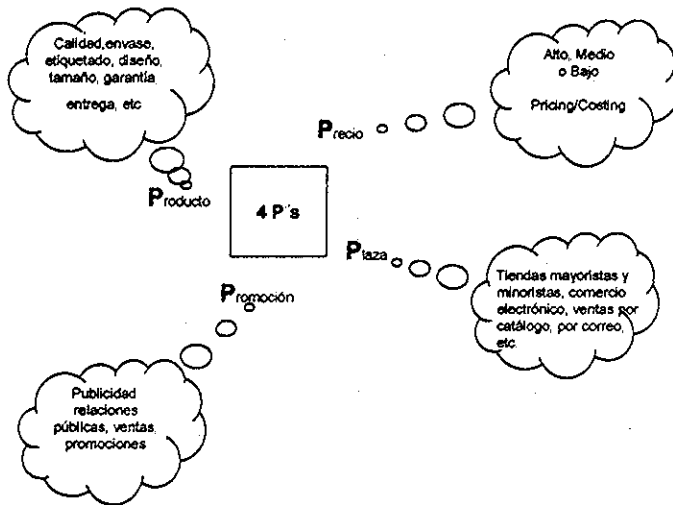 Calidad,envase,
etiquetado, diseño,
tamaño, garantía
entrega, etc
Producto
Alto, Medio
o Bajo
Pricing/Costing
Precio
4 P´s
Plaza
Tiendas mayoristas y
minoristas, comercio
electrónico, ventas por
catálogo, por correo,
etc
Promoción
Publicidad
relaciones
públicas, ventas,
promociones